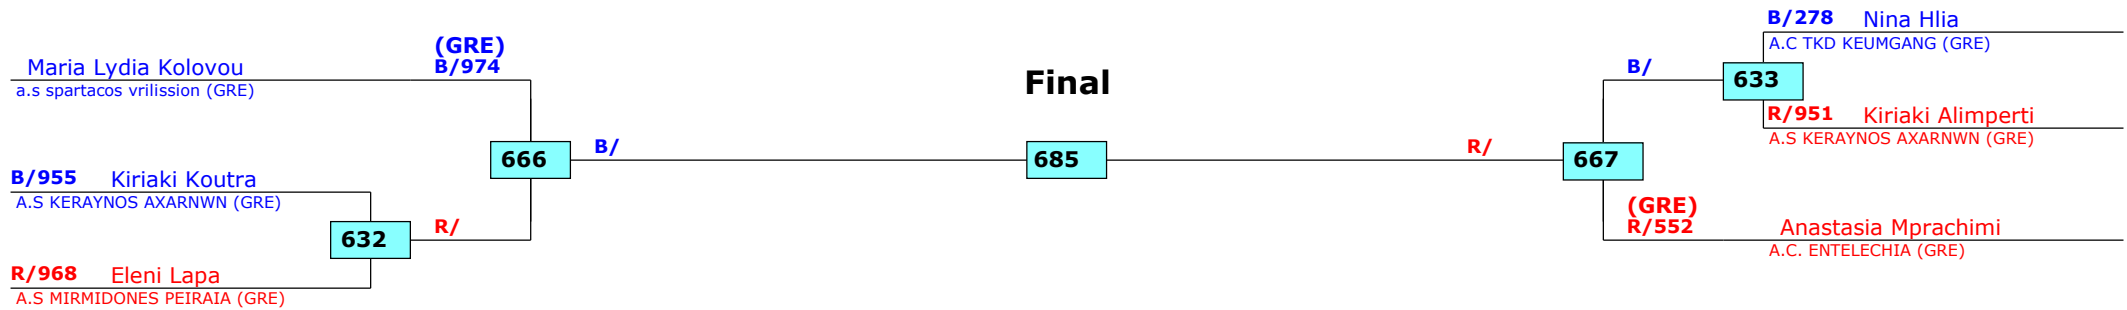 (GRE)
Maria Lydia Kolovou B/974
a.s spartacos vrilission (GRE)
666
B/
B/955 Kiriaki Koutra
A.S KERAYNOS AXARNWN (GRE)
632
R/
R/968 Eleni Lapa
A.S MIRMIDONES PEIRAIA (GRE)
Final
685
B/278 Nina Hlia
A.C TKD KEUMGANG (GRE)
B/
633
R/951 Kiriaki Alimperti
A.S KERAYNOS AXARNWN (GRE)
R/
667
(GRE)
R/552 Anastasia Mprachimi
A.C. ENTELECHIA (GRE)